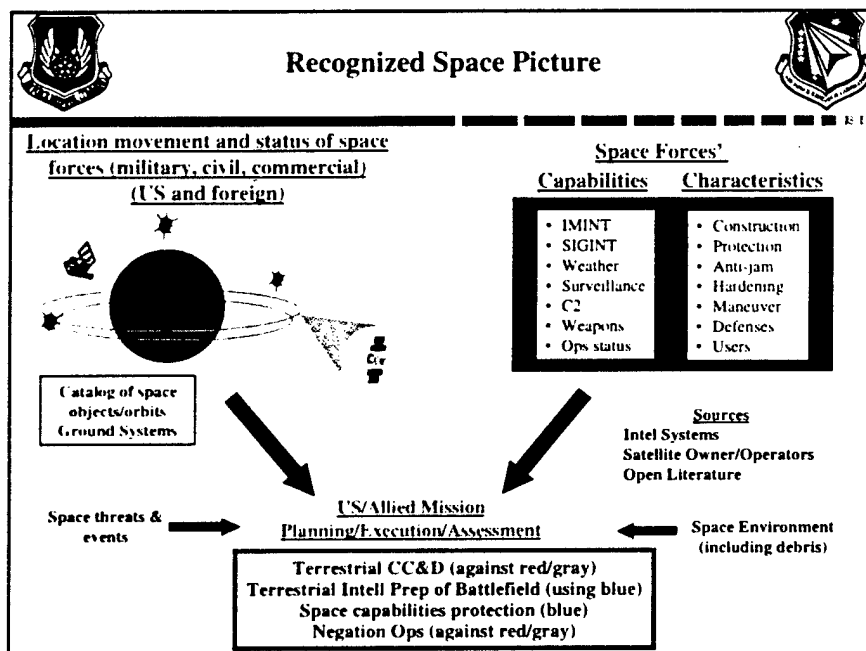 Recognized Space Picture
Location movement and status of space
forces (military, civil, commercial)
(US and foreign)
Catalog of space
objects/orbits
Ground Systems
Space Forces'
Capabilities Characteristics
• IMINT
• SIGINT
• Weather
• Surveillance
• C2
• Weapons
• Ops status
• Construction
• Protection
• Anti-jam
• Hardening
• Maneuver
• Defenses
• Users
Sources
Intel Systems
Satellite Owner/Operators
Open Literature
Space threats &
events
US/Allied Mission
Planning/Execution/Assessment
Space Environment
(including debris)
Terrestrial CC&D (against red/gray)
Terrestrial Intell Prep of Battlefield (using blue)
Space capabilities protection (blue)
Negation Ops (against red/gray)